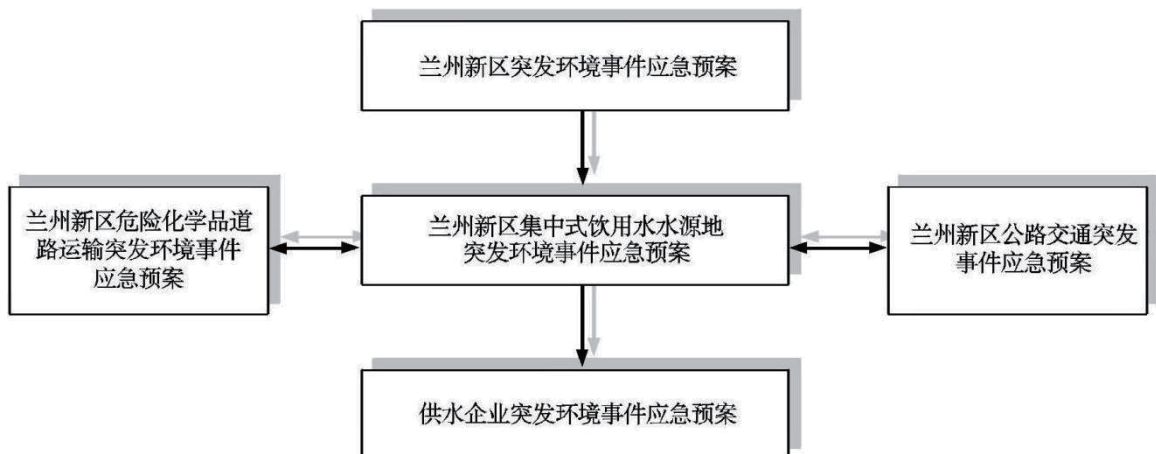 兰州新区突发环境事件应急预案
兰州新区危险化学品道
路运输突发环境事件
应急预案
兰州新区集中式饮用水水源地
突发环境事件应急预案
兰州新区公路交通突发
事件应急预案
供水企业突发环境事件应急预案